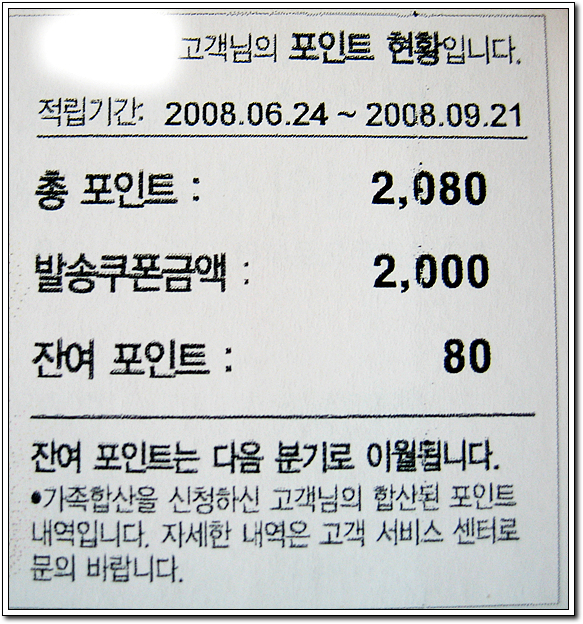 고객님의 포인트 현황입니다.
적립기간: 2008.06.24 ~ 2008.09.21
총 포인트 : 2,080
발송쿠폰금액 : 2,000
잔여 포인트 : 80
잔여 포인트는 다음 분기로 이월됩니다.
●가족합산을 신청하신 고객님의 합산된 포인트
내역입니다. 자세한 내역은 고객 서비스 센터로
문의 바랍니다.